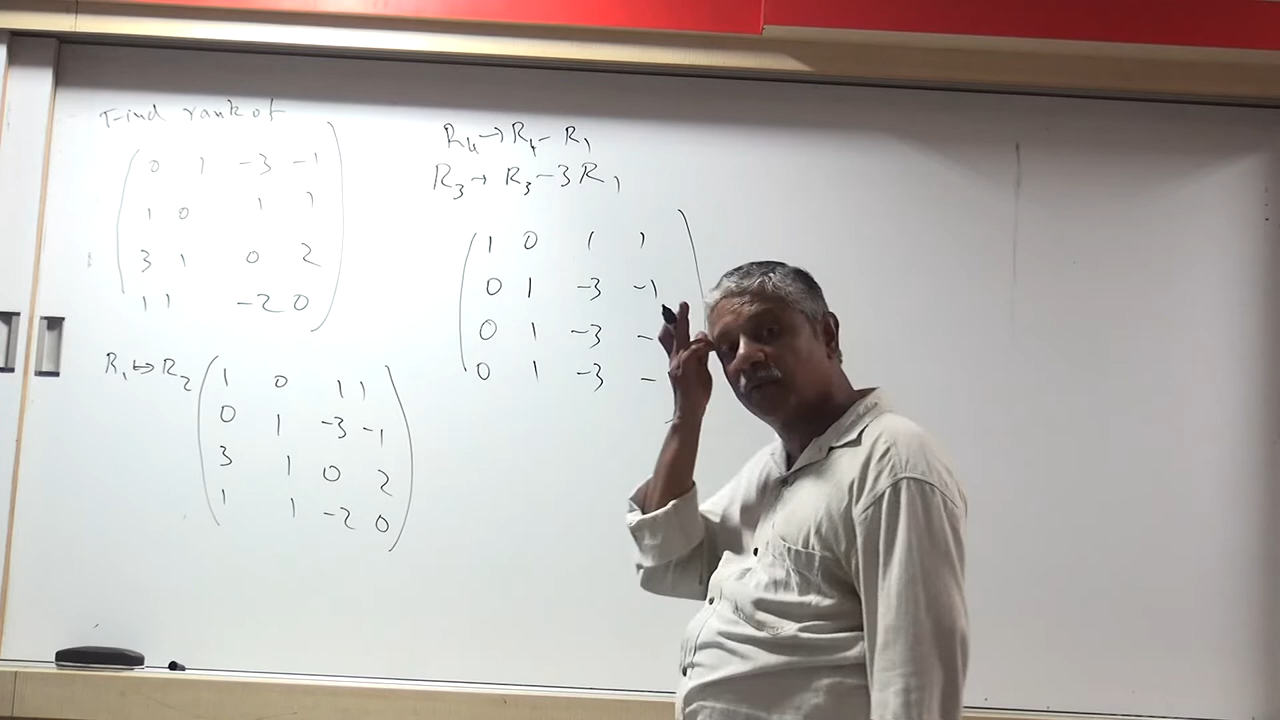 Find rank of
0 1 -3 -1
1 0 1 1
3 1 0 2
1 1 -2 0
R1 ↔ R2
1 0 1 1
0 1 -3 -1
3 1 0 2
1 1 -2 0
R4 → R4 - R1
R3 → R3 - 3R1
1 0 1 1
0 1 -3 -1
0 1 -3 -
0 1 -3 -